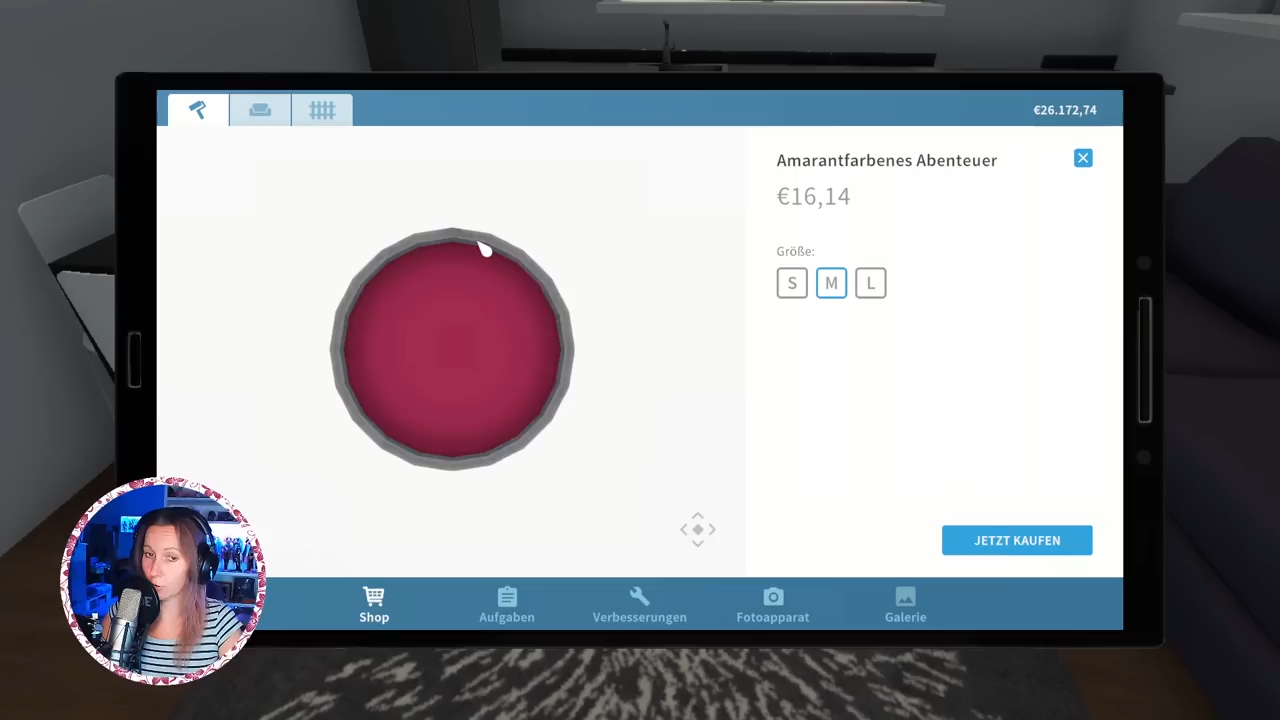 €26.172,74
Amarantfarbenes Abenteuer
€16,14
Größe:
S M L
JETZT KAUFEN
Shop Aufgaben Verbesserungen Fotoapparat Galerie